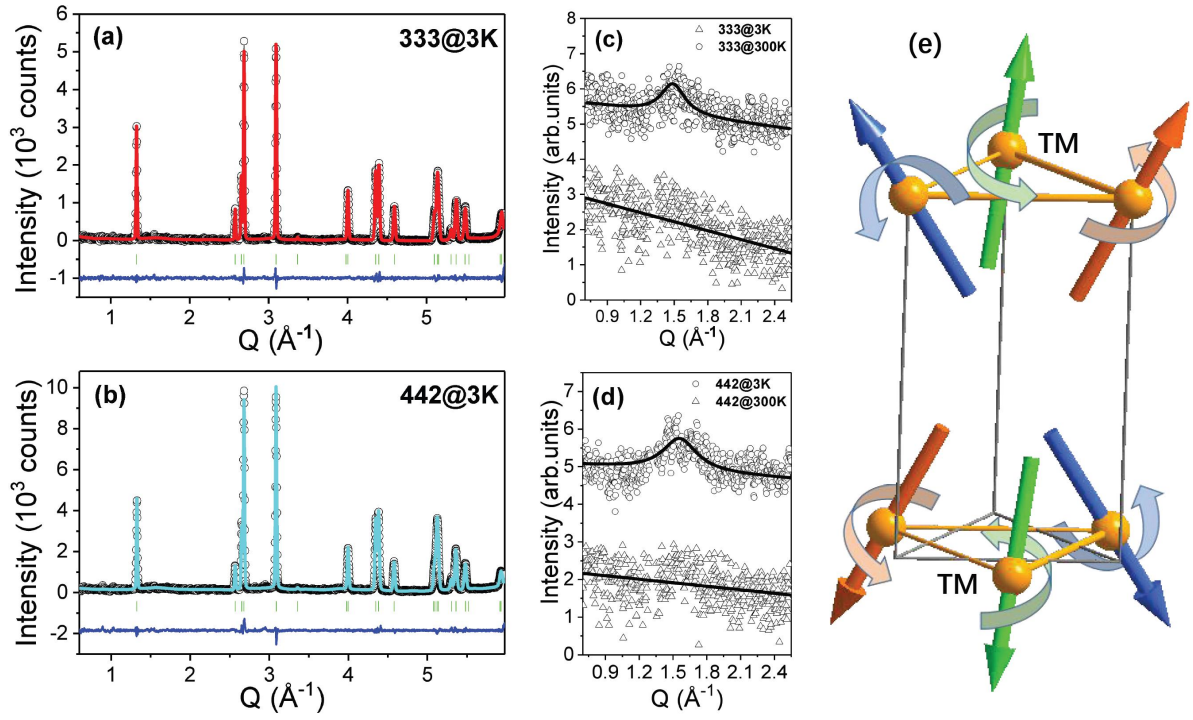 (a) 333@3K
6
5
4
3
2
1
0
-1
Intensity (10³ counts)
1 2 3 4 5
Q (Å⁻¹)
(b) 442@3K
10
8
6
4
2
0
-2
Intensity (10³ counts)
1 2 3 4 5
Q (Å⁻¹)
(c)
333@3K
333@300K
8
7
6
5
4
3
2
1
0
Intensity (arb.units)
0.9 1.2 1.5 1.8 2.1 2.4
Q (Å⁻¹)
(d)
442@3K
442@300K
7
6
5
4
3
2
1
0
Intensity (arb.units)
0.9 1.2 1.5 1.8 2.1 2.4
Q (Å⁻¹)
(e)
TM
TM